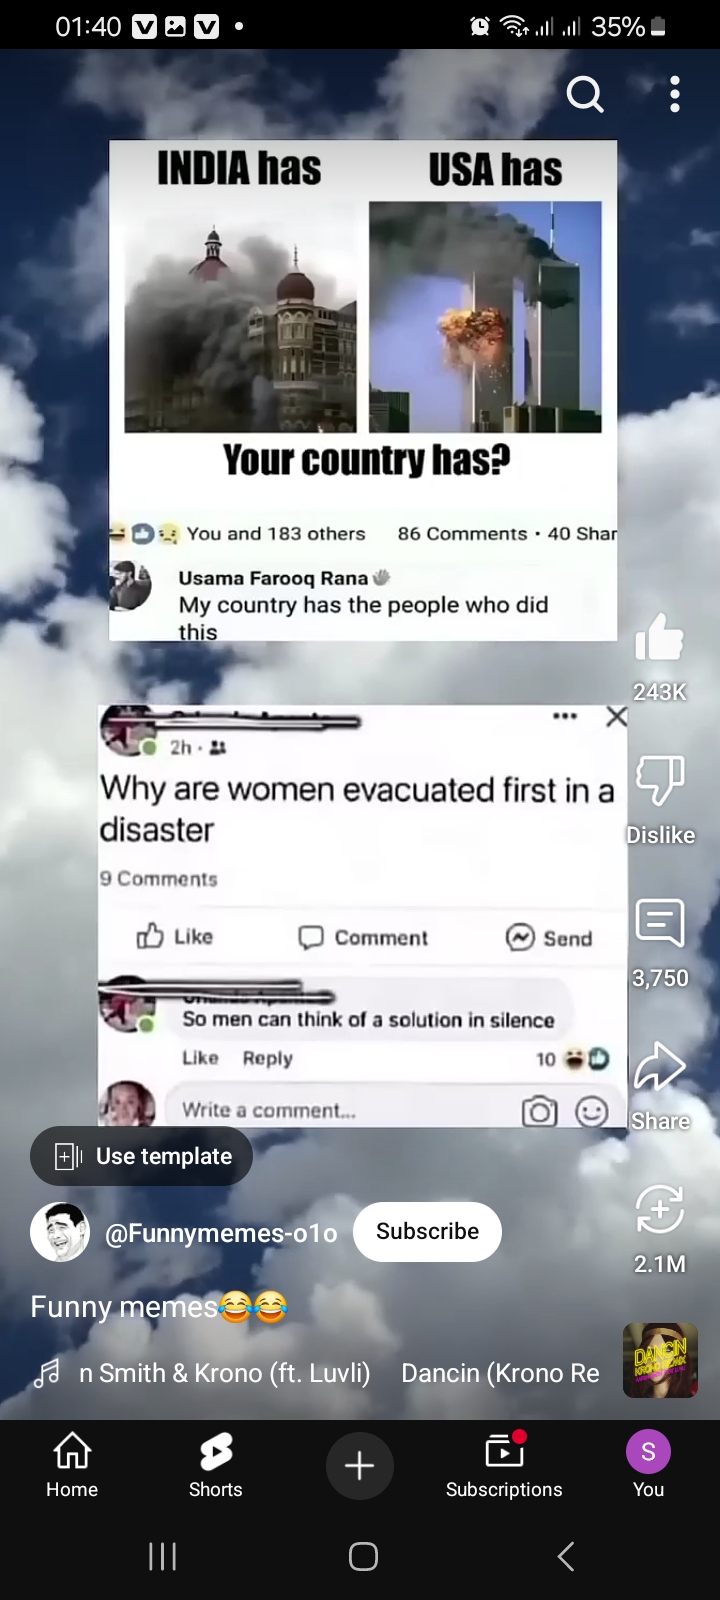 01:40
35%
INDIA has
USA has
Your country has?
You and 183 others
86 Comments • 40 Shar
Usama Farooq Rana
My country has the people who did
this
243K
2h
Why are women evacuated first in a
disaster
Dislike
9 Comments
Like
Comment
Send
3,750
So men can think of a solution in silence
Like Reply
10
Write a comment...
Share
Use template
@Funnymemes-o1o
Subscribe
2.1M
Funny memes😂😂
n Smith & Krono (ft. Luvli) Dancin (Krono Re
DANCIN
KRONO REMIX
Home
Shorts
Subscriptions
S
You